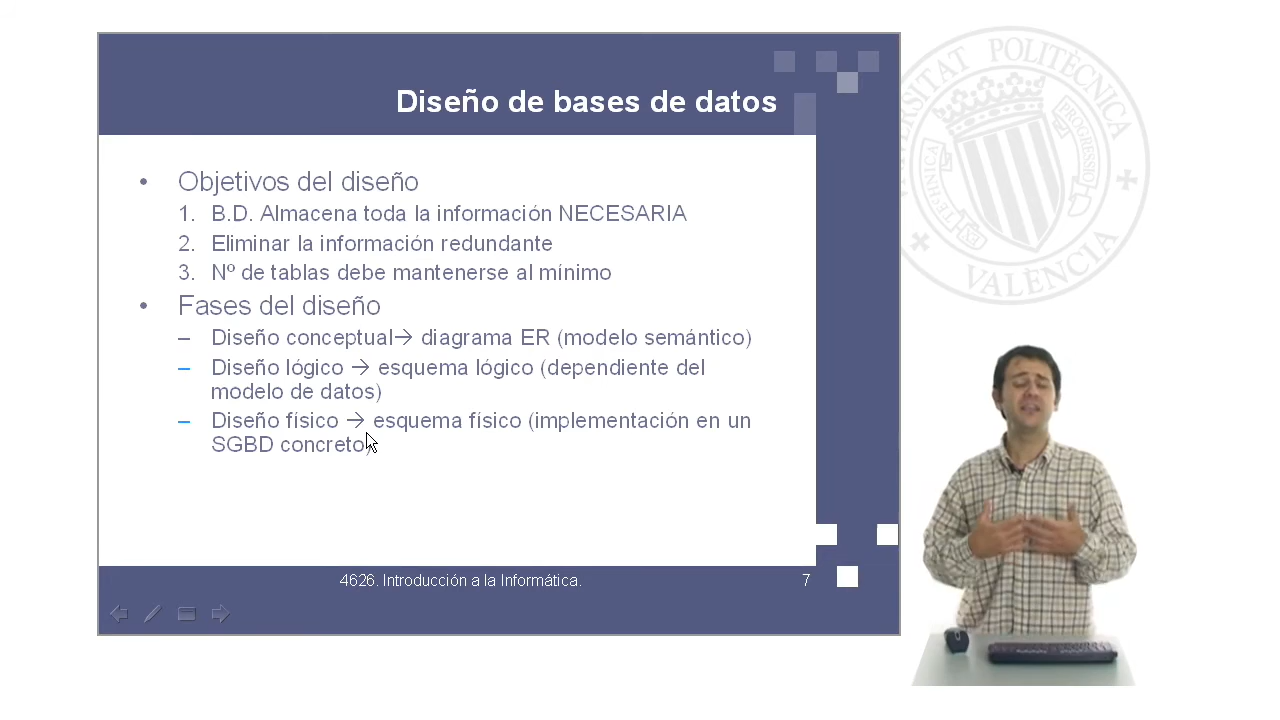 Diseño de bases de datos
• Objetivos del diseño
1. B.D. Almacena toda la información NECESARIA
2. Eliminar la información redundante
3. Nº de tablas debe mantenerse al mínimo
• Fases del diseño
– Diseño conceptual→ diagrama ER (modelo semántico)
– Diseño lógico → esquema lógico (dependiente del
modelo de datos)
– Diseño físico → esquema físico (implementación en un
SGBD concreto)
4626. Introducción a la Informática.
7
UNIVERSITAT POLITÈCNICA
VALÈNCIA